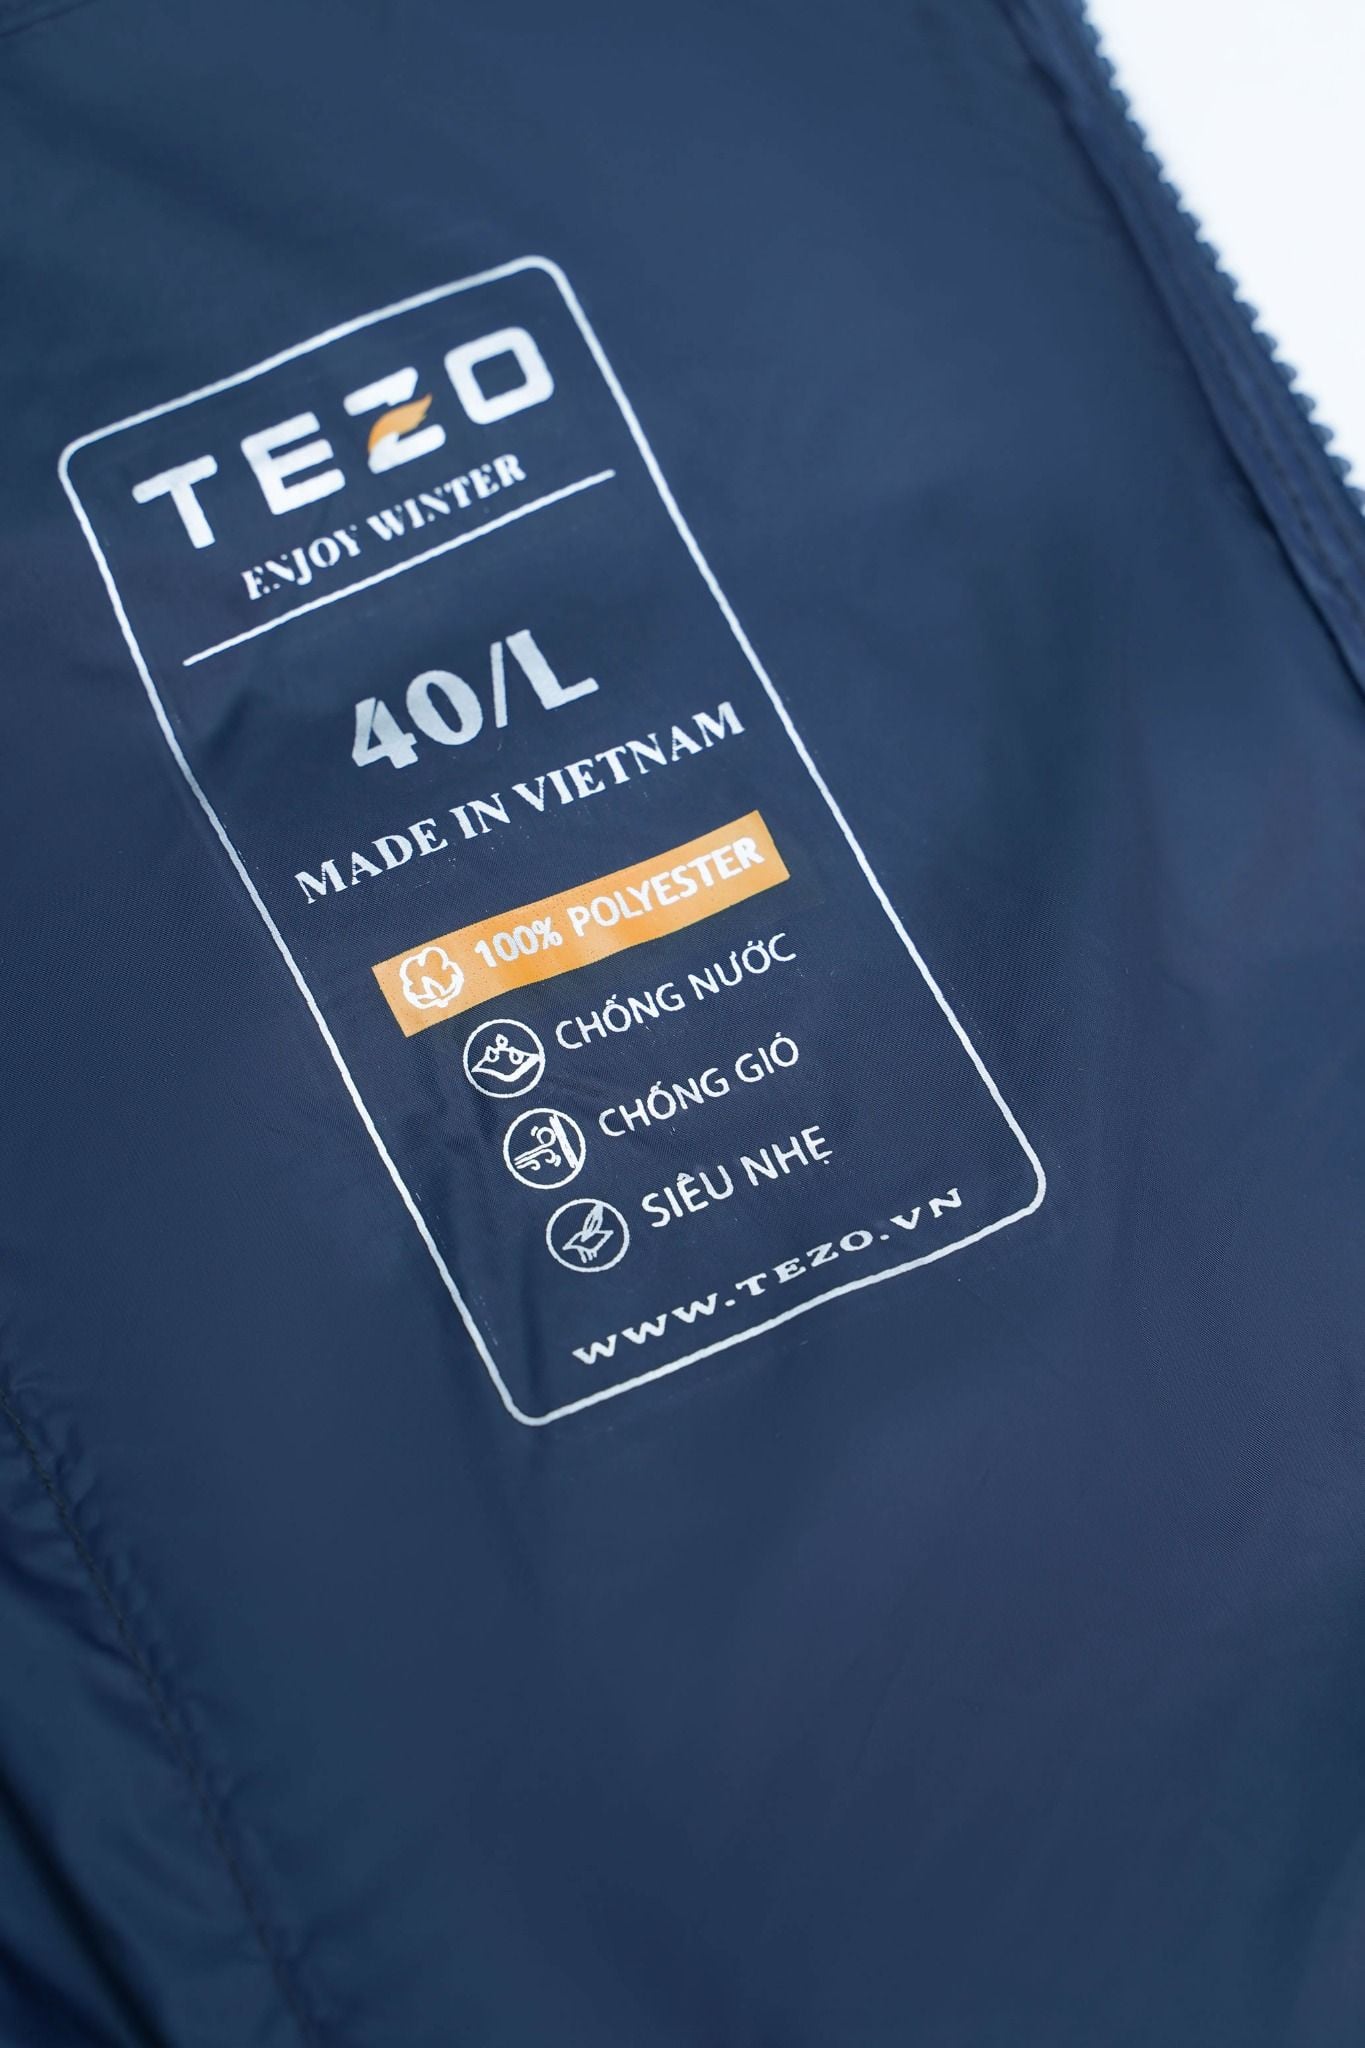 TEZO
ENJOY WINTER
40/L
MADE IN VIETNAM
100% POLYESTER
CHỐNG NƯỚC
CHỐNG GIÓ
SIÊU NHẸ
WWW.TEZO.VN